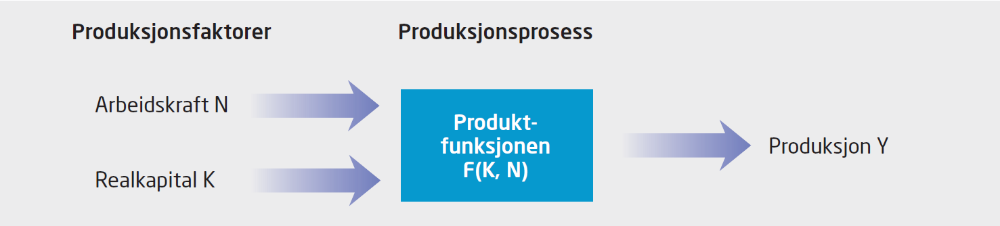 Produksjonsfaktorer
Produksjonsprosess
Arbeidskraft N
Realkapital K
Produkt-
funksjonen
F(K, N)
Produksjon Y